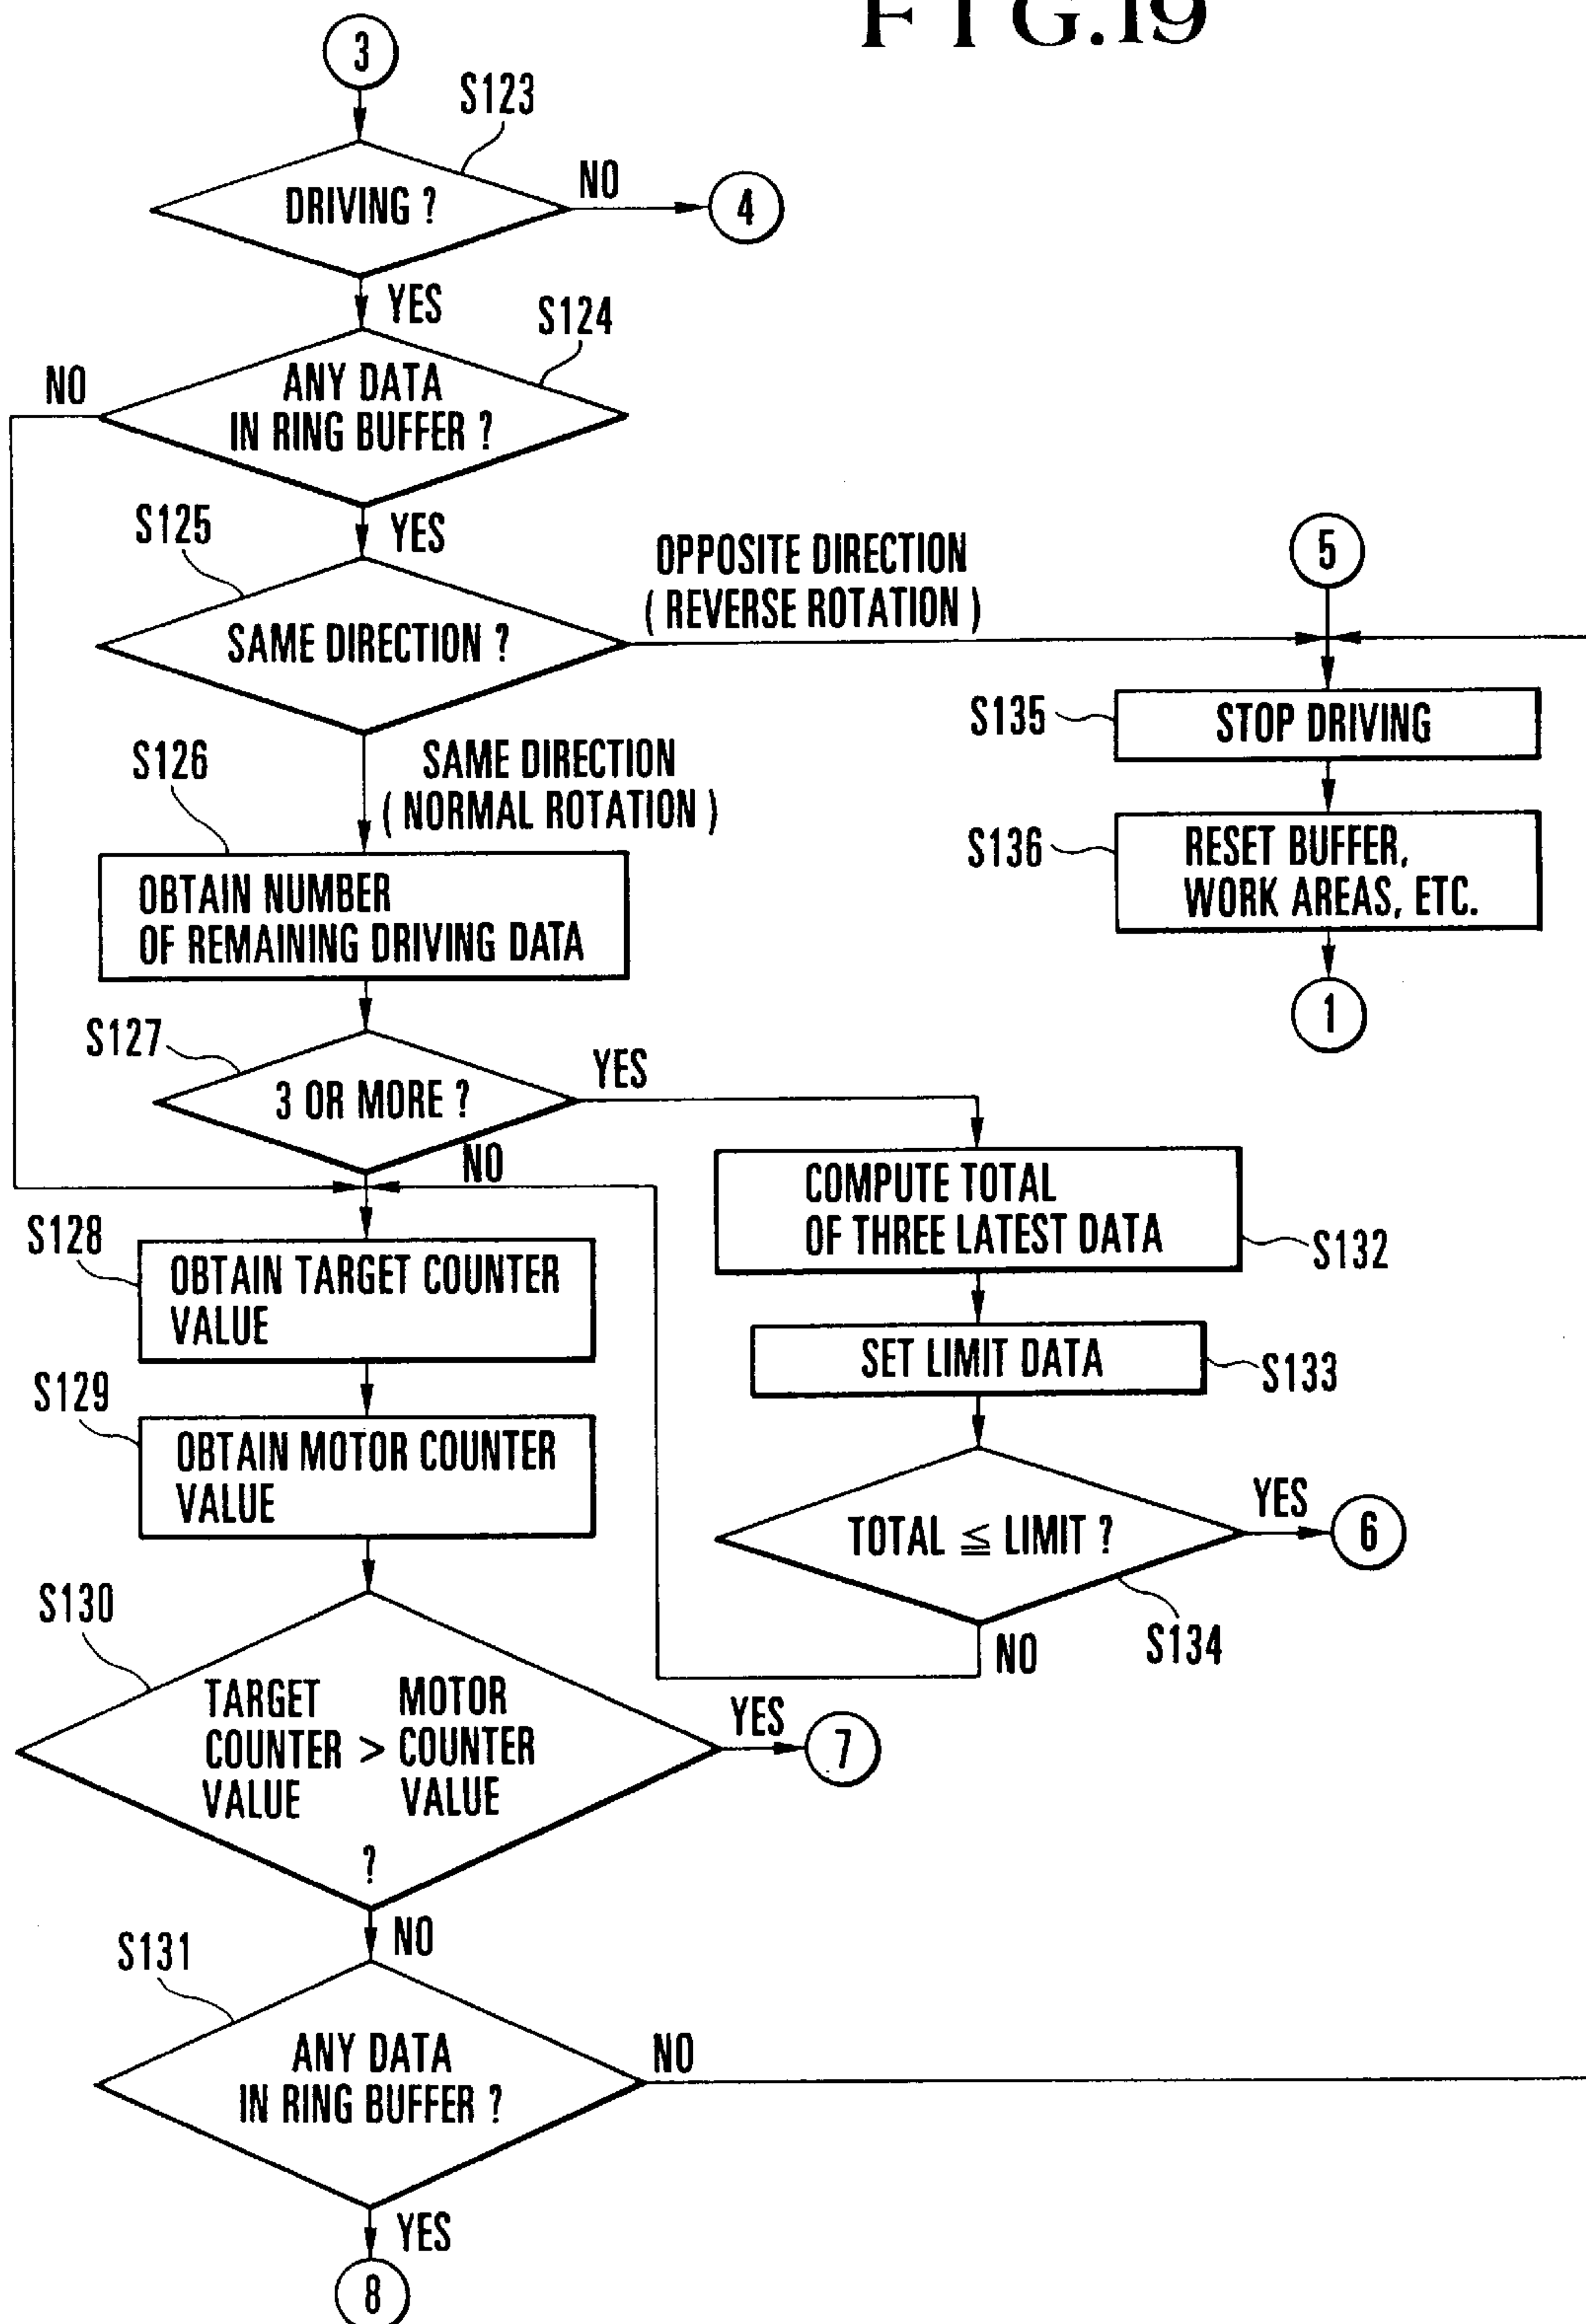 FIG.19
3
S123
DRIVING ?
NO
4
YES
S124
NO
ANY DATA
IN RING BUFFER ?
S125
YES
OPPOSITE DIRECTION
( REVERSE ROTATION )
5
SAME DIRECTION ?
S135
STOP DRIVING
S126
SAME DIRECTION
( NORMAL ROTATION )
S136
RESET BUFFER,
WORK AREAS, ETC.
OBTAIN NUMBER
OF REMAINING DRIVING DATA
1
S127
3 OR MORE ?
YES
NO
COMPUTE TOTAL
OF THREE LATEST DATA
S132
S128
OBTAIN TARGET COUNTER
VALUE
SET LIMIT DATA
S133
S129
OBTAIN MOTOR COUNTER
VALUE
TOTAL ≦ LIMIT ?
YES
6
S134
NO
S130
TARGET MOTOR
COUNTER > COUNTER
VALUE VALUE
?
YES
7
NO
S131
ANY DATA
IN RING BUFFER ?
NO
YES
8